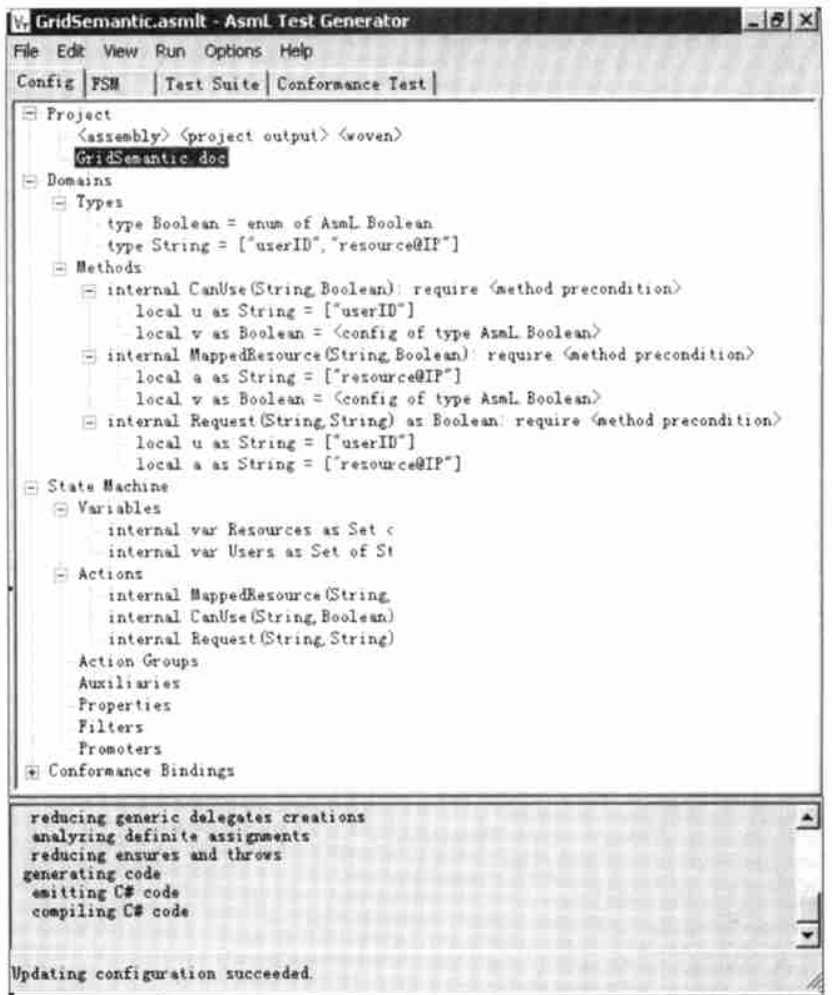 GridSemantic.asmlt - AsmL Test Generator
File Edit View Run Options Help
Config FSM Test Suite Conformance Test
Project
<assembly> <project output> <woven>
GridSemantic.doc
Domains
Types
type Boolean = enum of AsmL.Boolean
type String = ["userID","resource@IP"]
Methods
internal CanUse(String,Boolean): require <method precondition>
local u as String = ["userID"]
local v as Boolean = <config of type AsmL.Boolean>
internal MappedResource(String,Boolean): require <method precondition>
local a as String = ["resource@IP"]
local v as Boolean = <config of type AsmL.Boolean>
internal Request(String,String) as Boolean: require <method precondition>
local u as String = ["userID"]
local a as String = ["resource@IP"]
State Machine
Variables
internal var Resources as Set
internal var Users as Set of St
Actions
internal MappedResource(String,
internal CanUse(String,Boolean)
internal Request(String,String)
Action Groups
Auxiliaries
Properties
Filters
Promoters
Conformance Bindings
reducing generic delegates creations
analyzing definite assignments
reducing ensures and throws
generating code
emitting C# code
compiling C# code
Updating configuration succeeded.